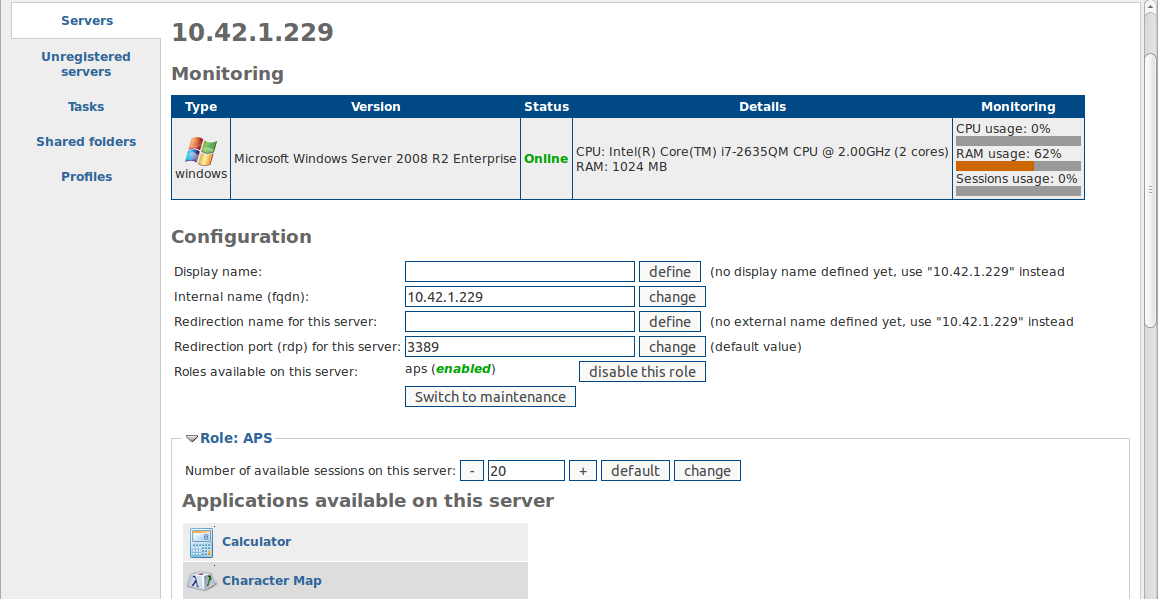 Servers
Unregistered
servers
Tasks
Shared folders
Profiles
10.42.1.229
Monitoring
Type Version Status Details Monitoring
windows
Microsoft Windows Server 2008 R2 Enterprise
Online
CPU: Intel(R) Core(TM) i7-2635QM CPU @ 2.00GHz (2 cores)
RAM: 1024 MB
CPU usage: 0%
RAM usage: 62%
Sessions usage: 0%
Configuration
Display name: define (no display name defined yet, use "10.42.1.229" instead
Internal name (fqdn): 10.42.1.229 change
Redirection name for this server: define (no external name defined yet, use "10.42.1.229" instead
Redirection port (rdp) for this server: 3389 change (default value)
Roles available on this server: aps (enabled) disable this role
Switch to maintenance
Role: APS
Number of available sessions on this server: - 20 + default change
Applications available on this server
Calculator
Character Map